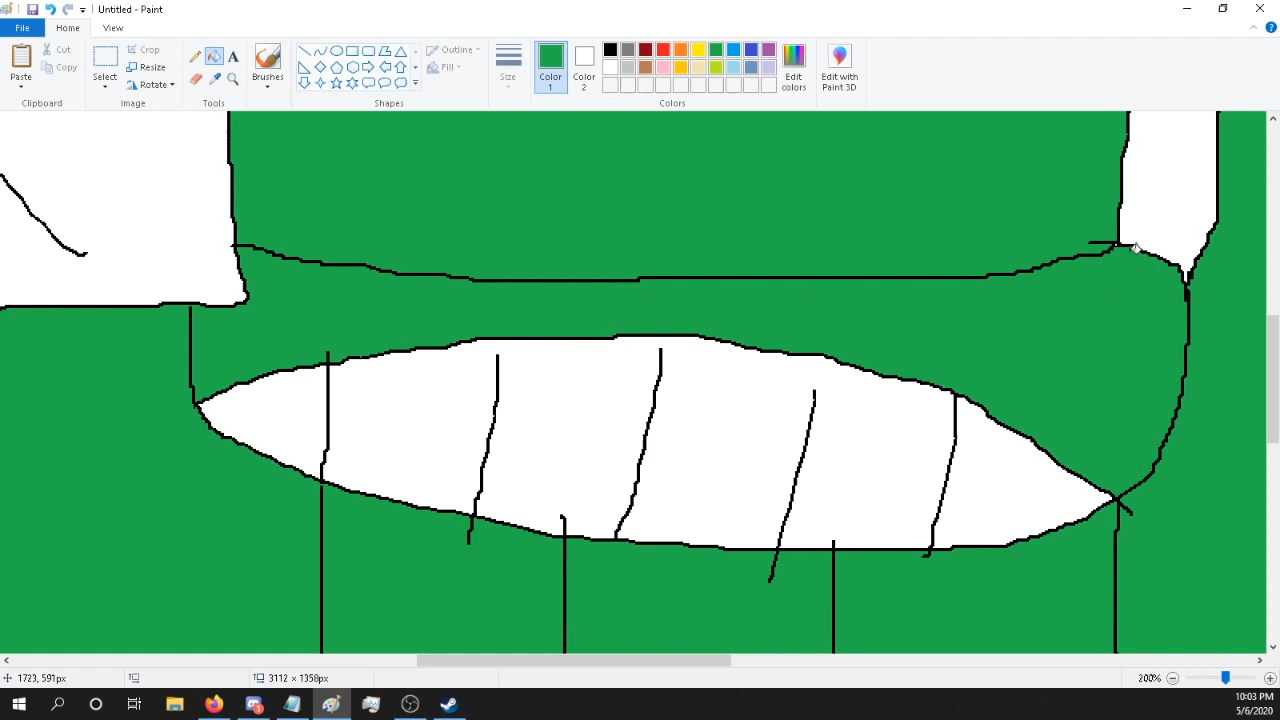 Untitled - Paint
File Home View
Paste
Cut
Copy
Clipboard
Select
Crop
Resize
Rotate
Image
A
Tools
Brushes
Outline
Fill
Shapes
Size
Color 1
Color 2
Edit colors
Edit with Paint 3D
Colors
1723, 591px
3112 × 1358px
200%
10:03 PM
5/6/2020